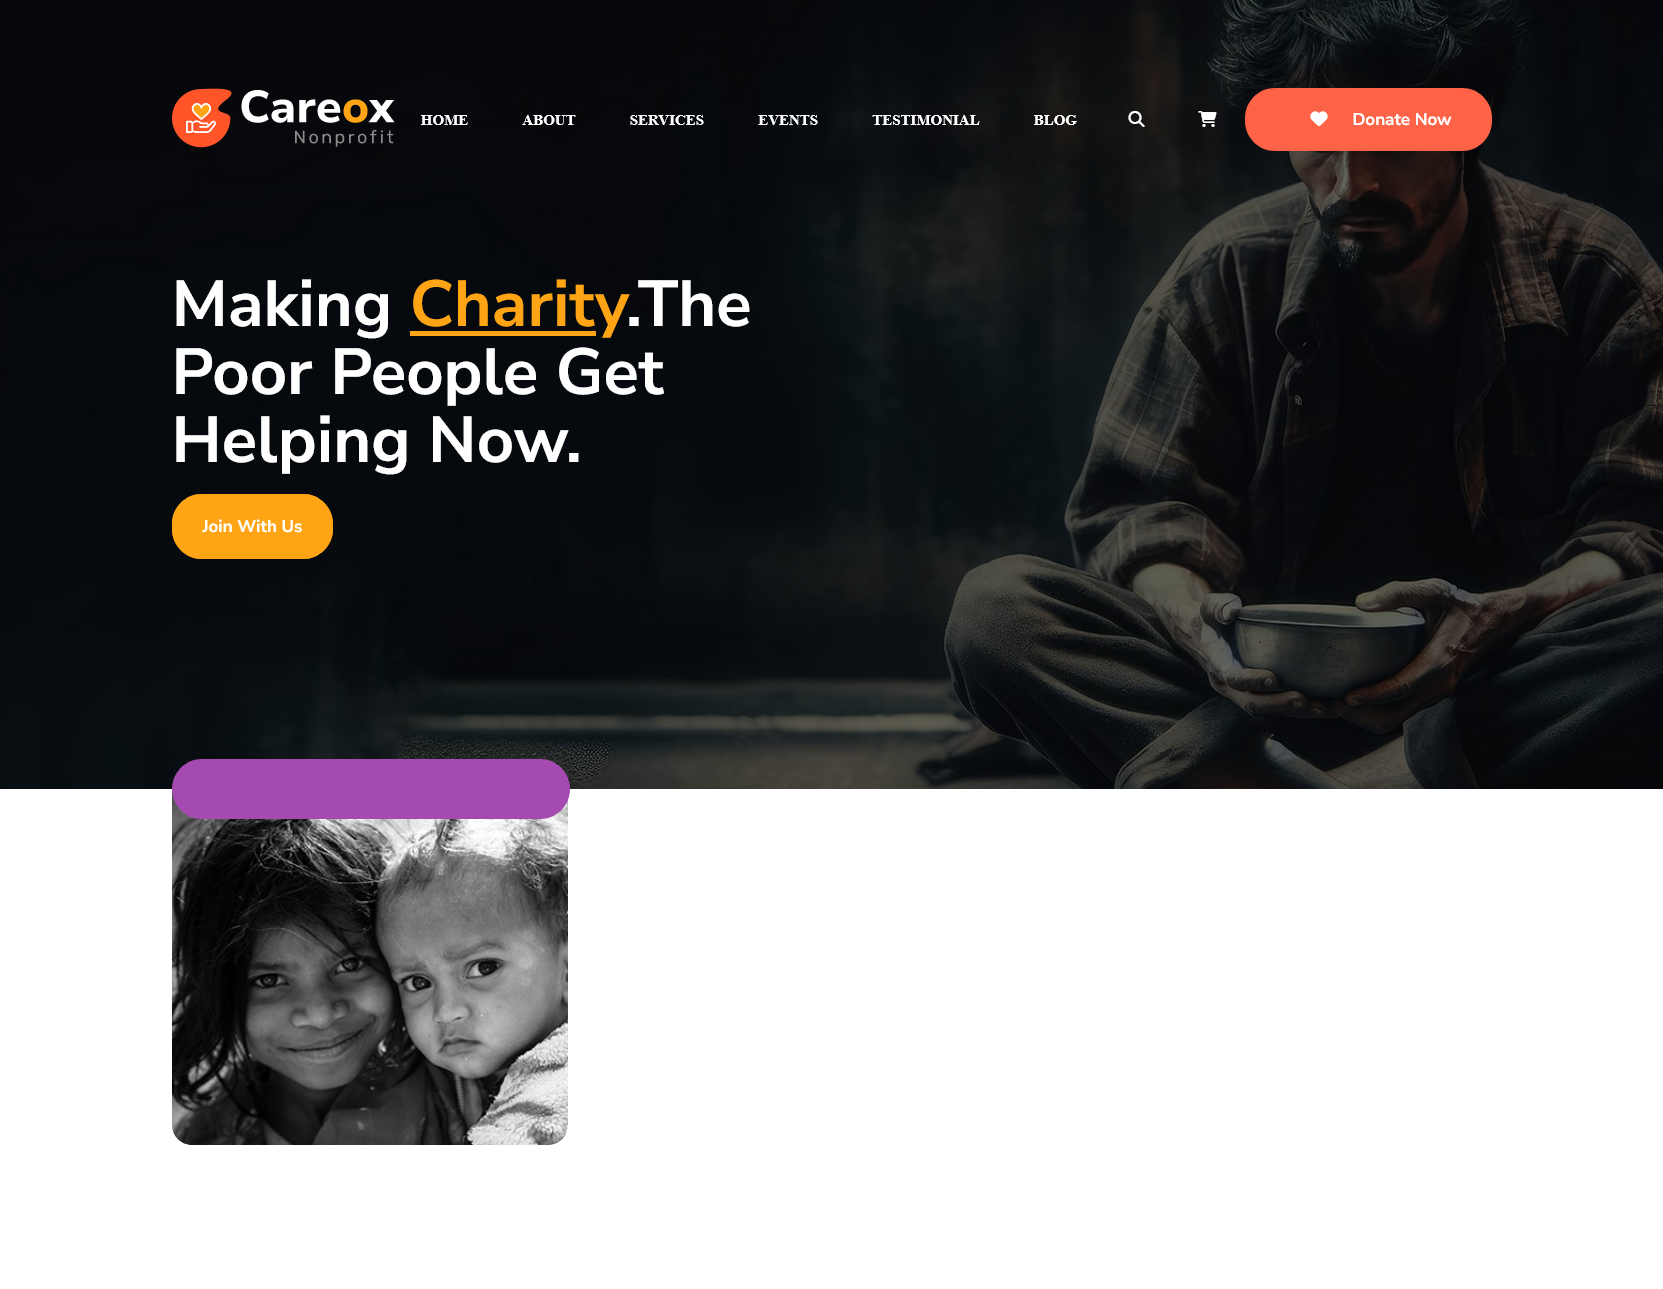 Careox
Nonprofit
HOME ABOUT SERVICES EVENTS TESTIMONIAL BLOG Donate Now
Making Charity.The
Poor People Get
Helping Now.
Join With Us